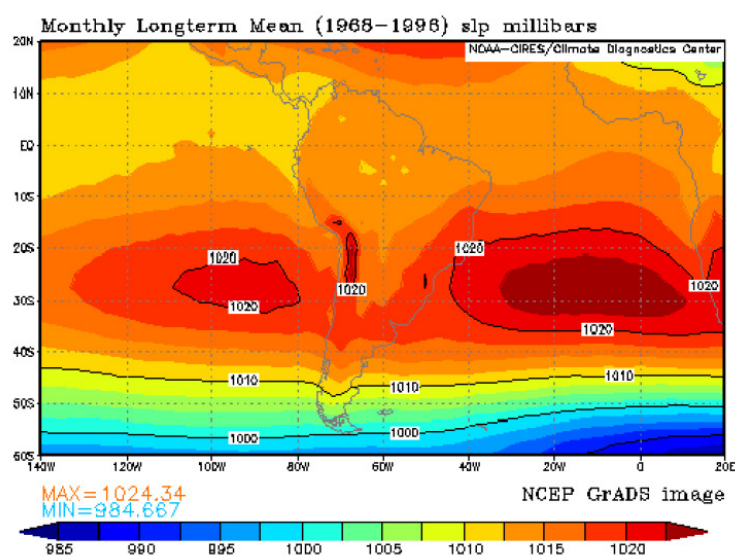 Monthly Longterm Mean (1968–1996) slp millibars
NOAA–CIRES/Climate Diagnostics Center
20N
10N
EQ
10S
20S
30S
40S
50S
60S
1020
1020
1020
1020
1020
1020
1020
1010
1010
1010
1000
1000
140W 120W 100W 80W 60W 40W 20W 0 20E
MAX=1024.34
MIN=984.667
NCEP GrADS image
985 990 995 1000 1005 1010 1015 1020